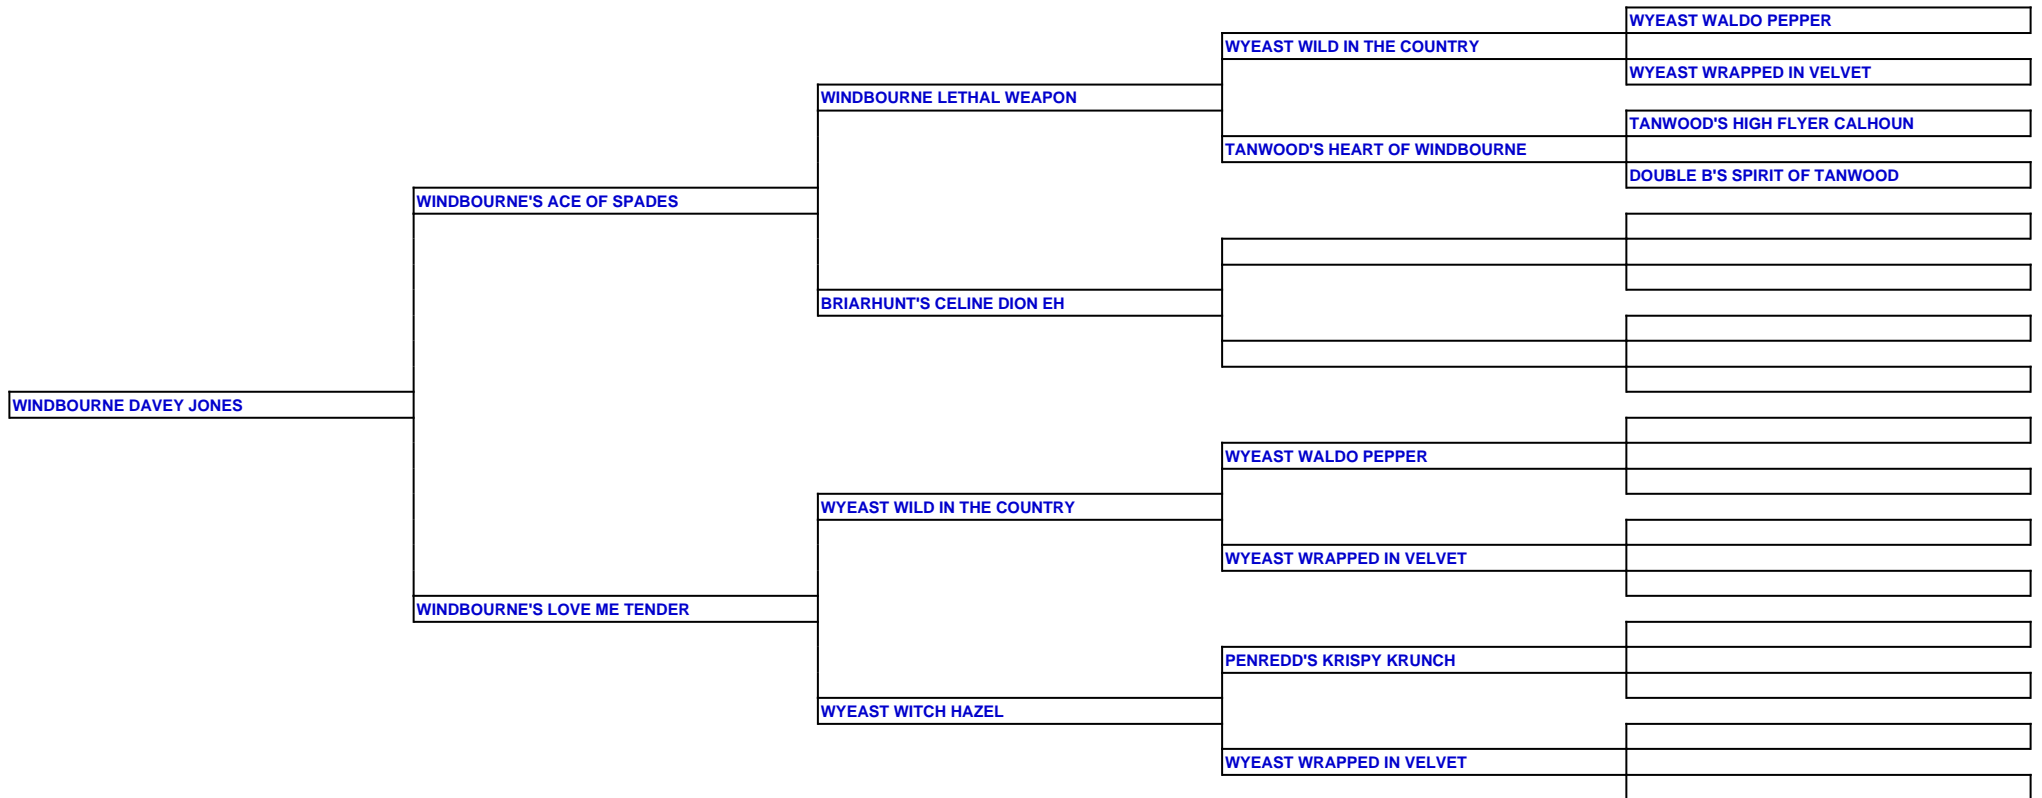 WYEAST WALDO PEPPER
WYEAST WILD IN THE COUNTRY
WYEAST WRAPPED IN VELVET
WINDBOURNE LETHAL WEAPON
TANWOOD'S HIGH FLYER CALHOUN
TANWOOD'S HEART OF WINDBOURNE
DOUBLE B'S SPIRIT OF TANWOOD
WINDBOURNE'S ACE OF SPADES
BRIARHUNT'S CELINE DION EH
WINDBOURNE DAVEY JONES
WYEAST WALDO PEPPER
WYEAST WILD IN THE COUNTRY
WYEAST WRAPPED IN VELVET
WINDBOURNE'S LOVE ME TENDER
PENREDD'S KRISPY KRUNCH
WYEAST WITCH HAZEL
WYEAST WRAPPED IN VELVET